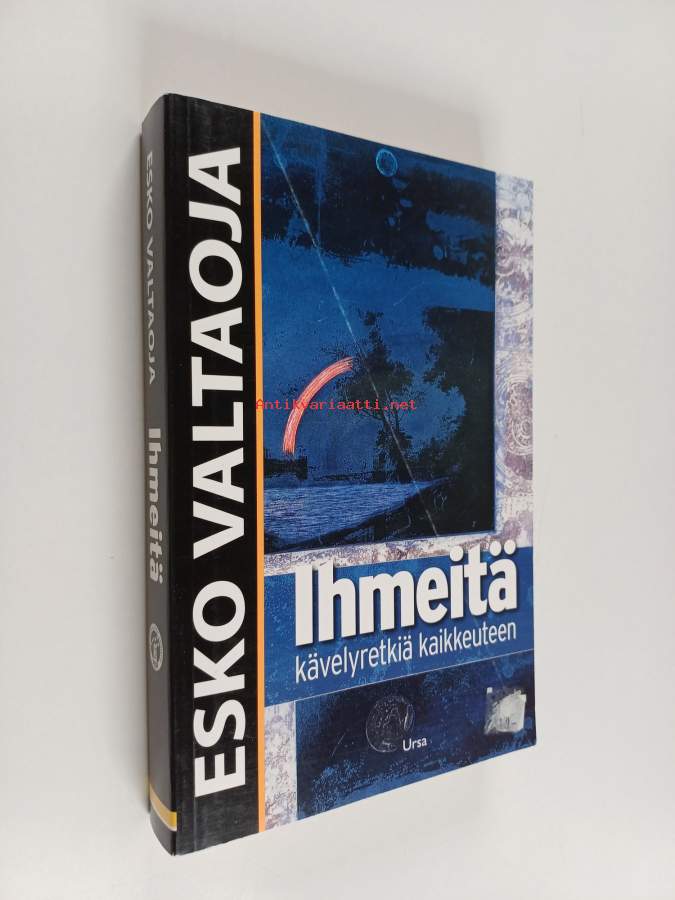 ESKO VALTAOJA
Ihmeitä
ESKO VALTAOJA
Antikvariaatti.net
Ihmeitä
kävelyretkiä kaikkeuteen
Ursa